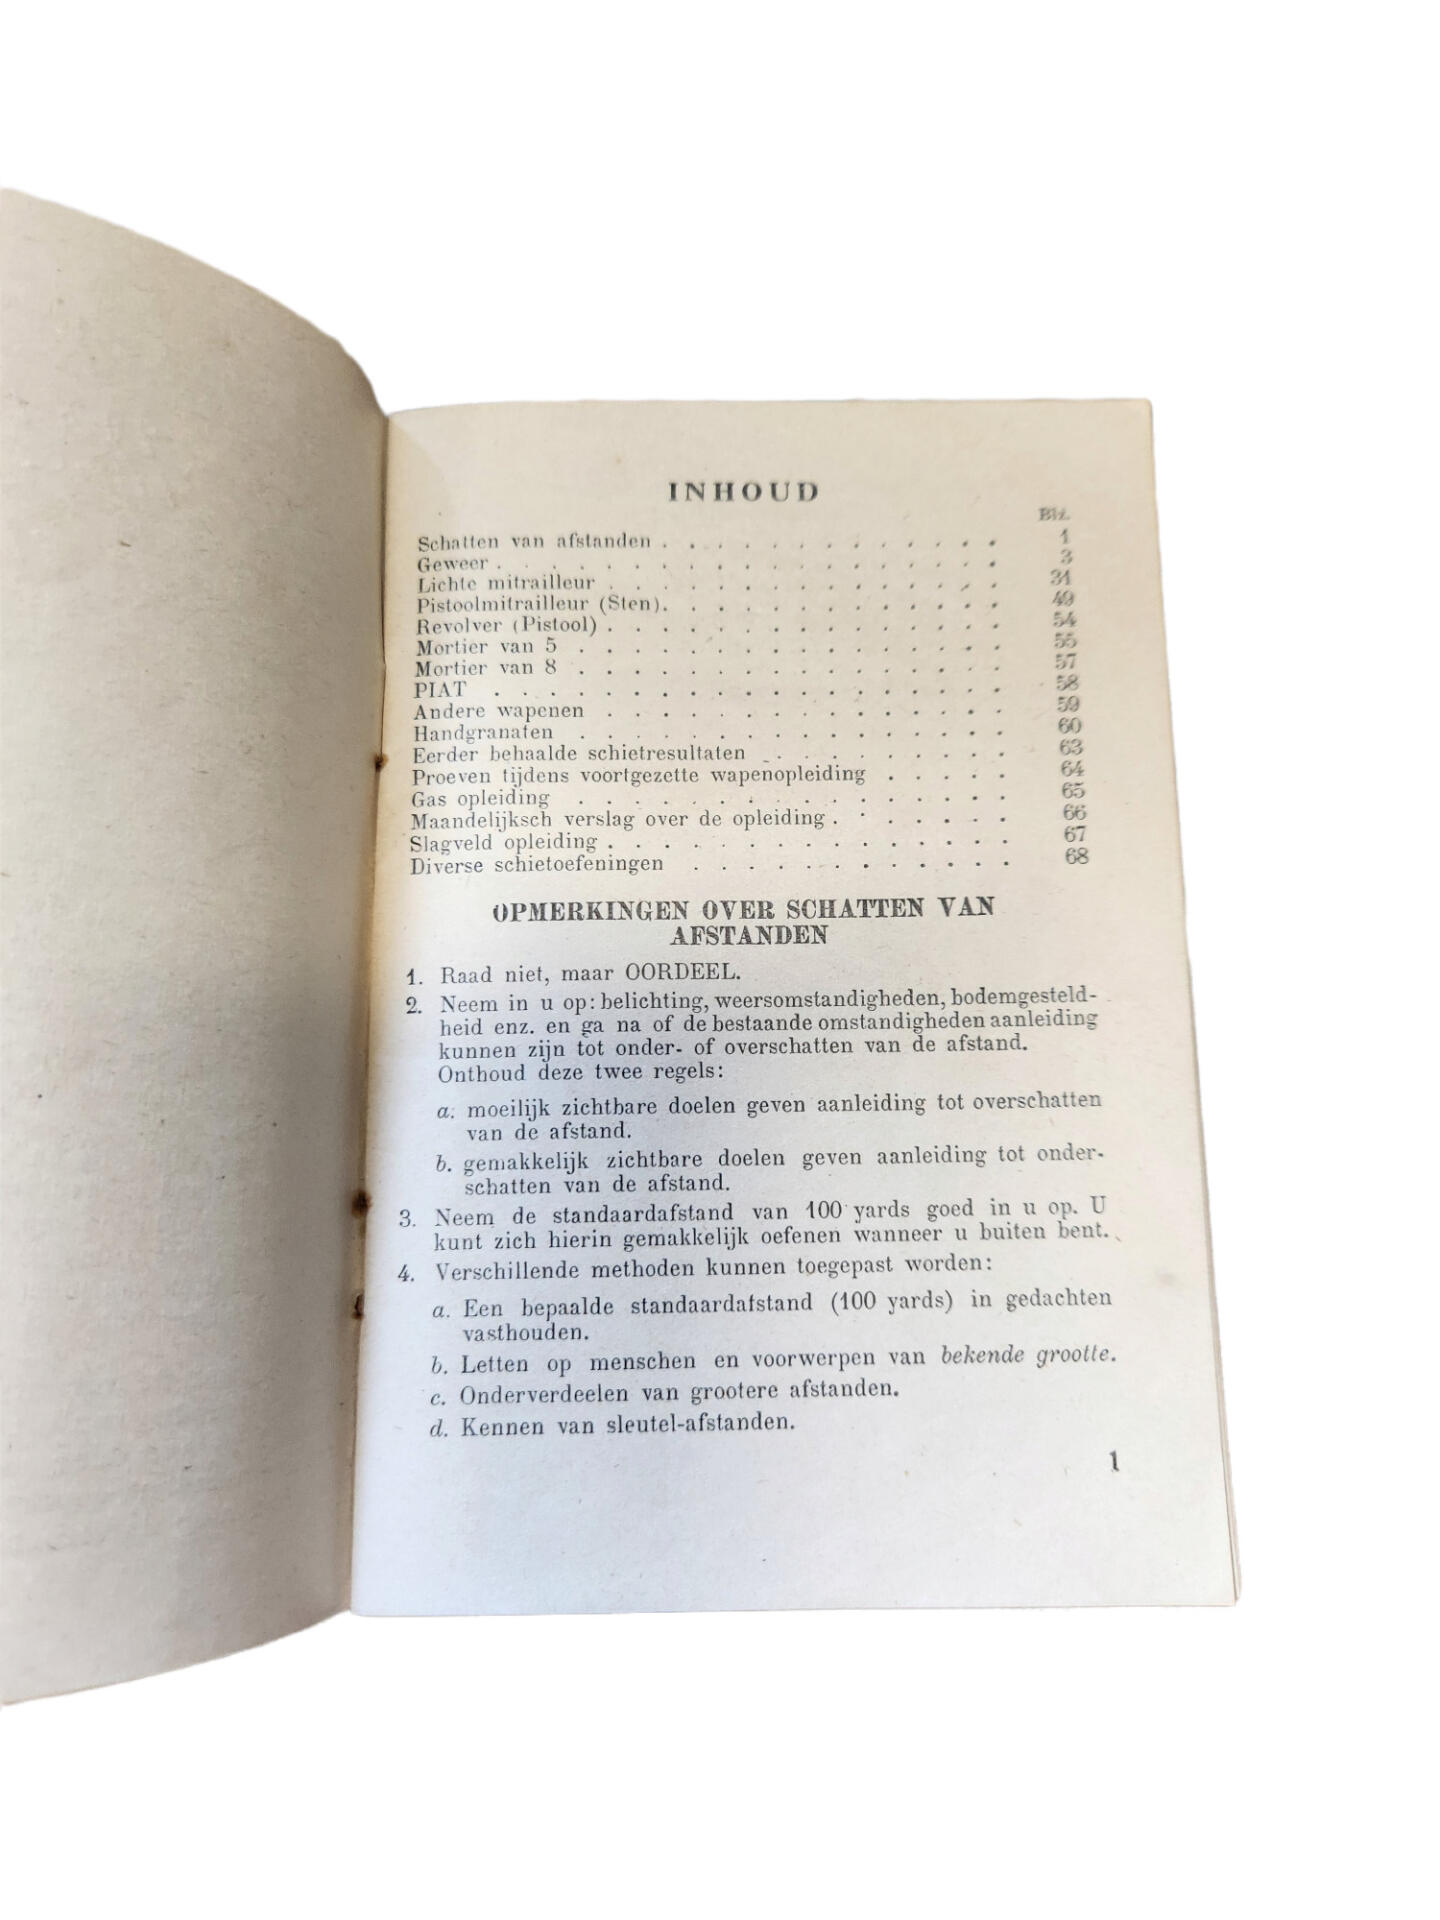 INHOUD
Blz.
Schatten van afstanden . . . . . . . . . . . . . 1
Geweer . . . . . . . . . . . . . . . . . . . 3
Lichte mitrailleur . . . . . . . . . . . . . . . 31
Pistoolmitrailleur (Sten). . . . . . . . . . . . . 49
Revolver (Pistool) . . . . . . . . . . . . . . . 54
Mortier van 5 . . . . . . . . . . . . . . . . 55
Mortier van 8 . . . . . . . . . . . . . . . . 57
PIAT . . . . . . . . . . . . . . . . . . . 58
Andere wapenen . . . . . . . . . . . . . . . 59
Handgranaten . . . . . . . . . . . . . . . . 60
Eerder behaalde schietresultaten . . . . . . . . . 63
Proeven tijdens voortgezette wapenopleiding . . . . . 64
Gas opleiding . . . . . . . . . . . . . . . . 65
Maandelijksch verslag over de opleiding . . . . . . . 66
Slagveld opleiding . . . . . . . . . . . . . . . 67
Diverse schietoefeningen . . . . . . . . . . . . 68
OPMERKINGEN OVER SCHATTEN VAN
AFSTANDEN
1. Raad niet, maar OORDEEL.
2. Neem in u op: belichting, weersomstandigheden, bodemgesteld-
heid enz. en ga na of de bestaande omstandigheden aanleiding
kunnen zijn tot onder- of overschatten van de afstand.
Onthoud deze twee regels:
a. moeilijk zichtbare doelen geven aanleiding tot overschatten
van de afstand.
b. gemakkelijk zichtbare doelen geven aanleiding tot onder-
schatten van de afstand.
3. Neem de standaardafstand van 100 yards goed in u op. U
kunt zich hierin gemakkelijk oefenen wanneer u buiten bent.
4. Verschillende methoden kunnen toegepast worden:
a. Een bepaalde standaardafstand (100 yards) in gedachten
vasthouden.
b. Letten op menschen en voorwerpen van bekende grootte.
c. Onderverdeelen van grootere afstanden.
d. Kennen van sleutel-afstanden.
1